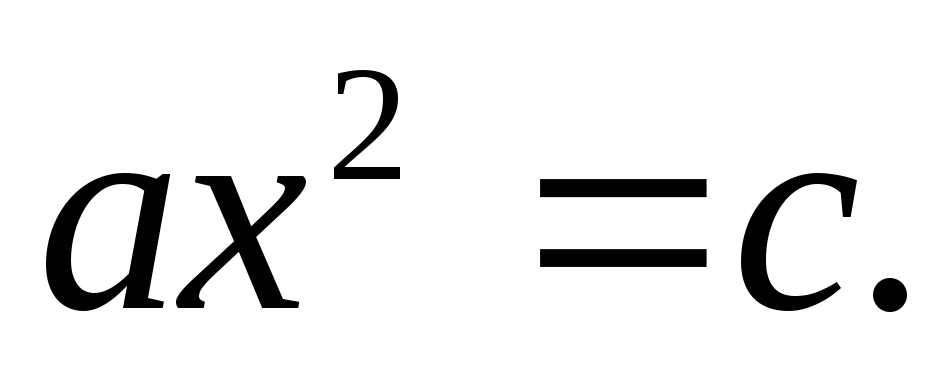 ax² =c.